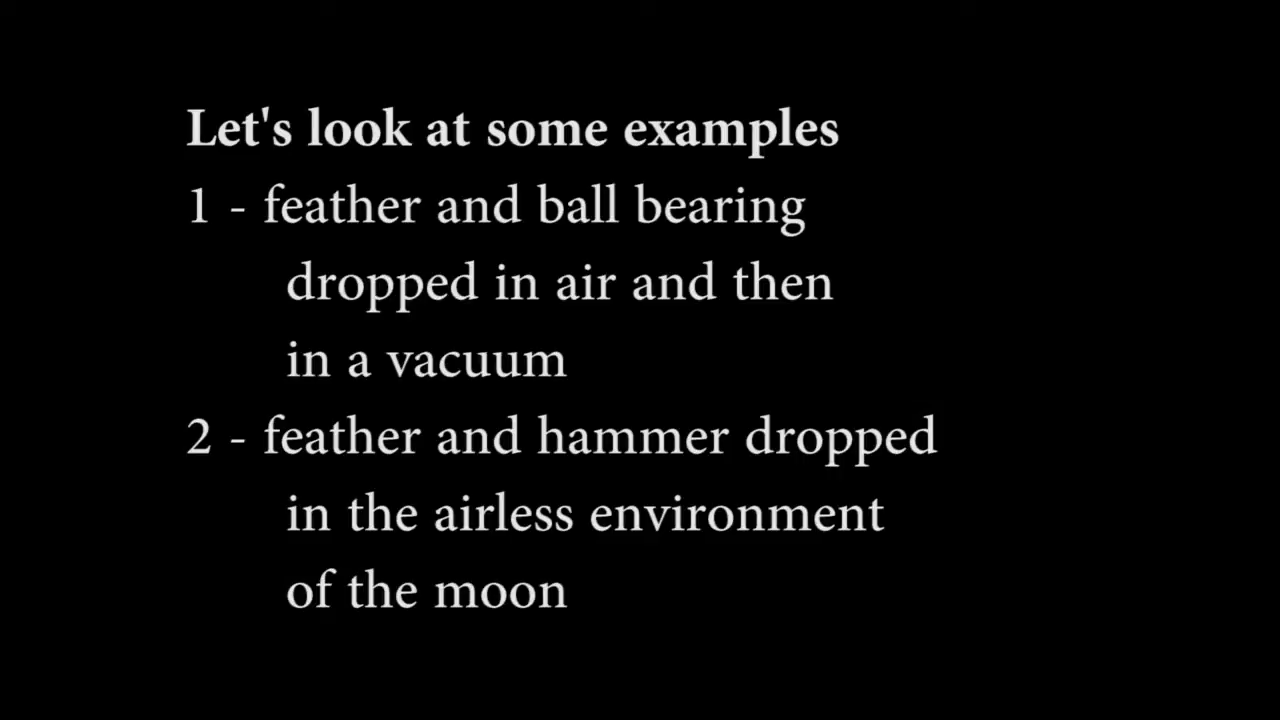 Let's look at some examples
1 - feather and ball bearing
dropped in air and then
in a vacuum
2 - feather and hammer dropped
in the airless environment
of the moon